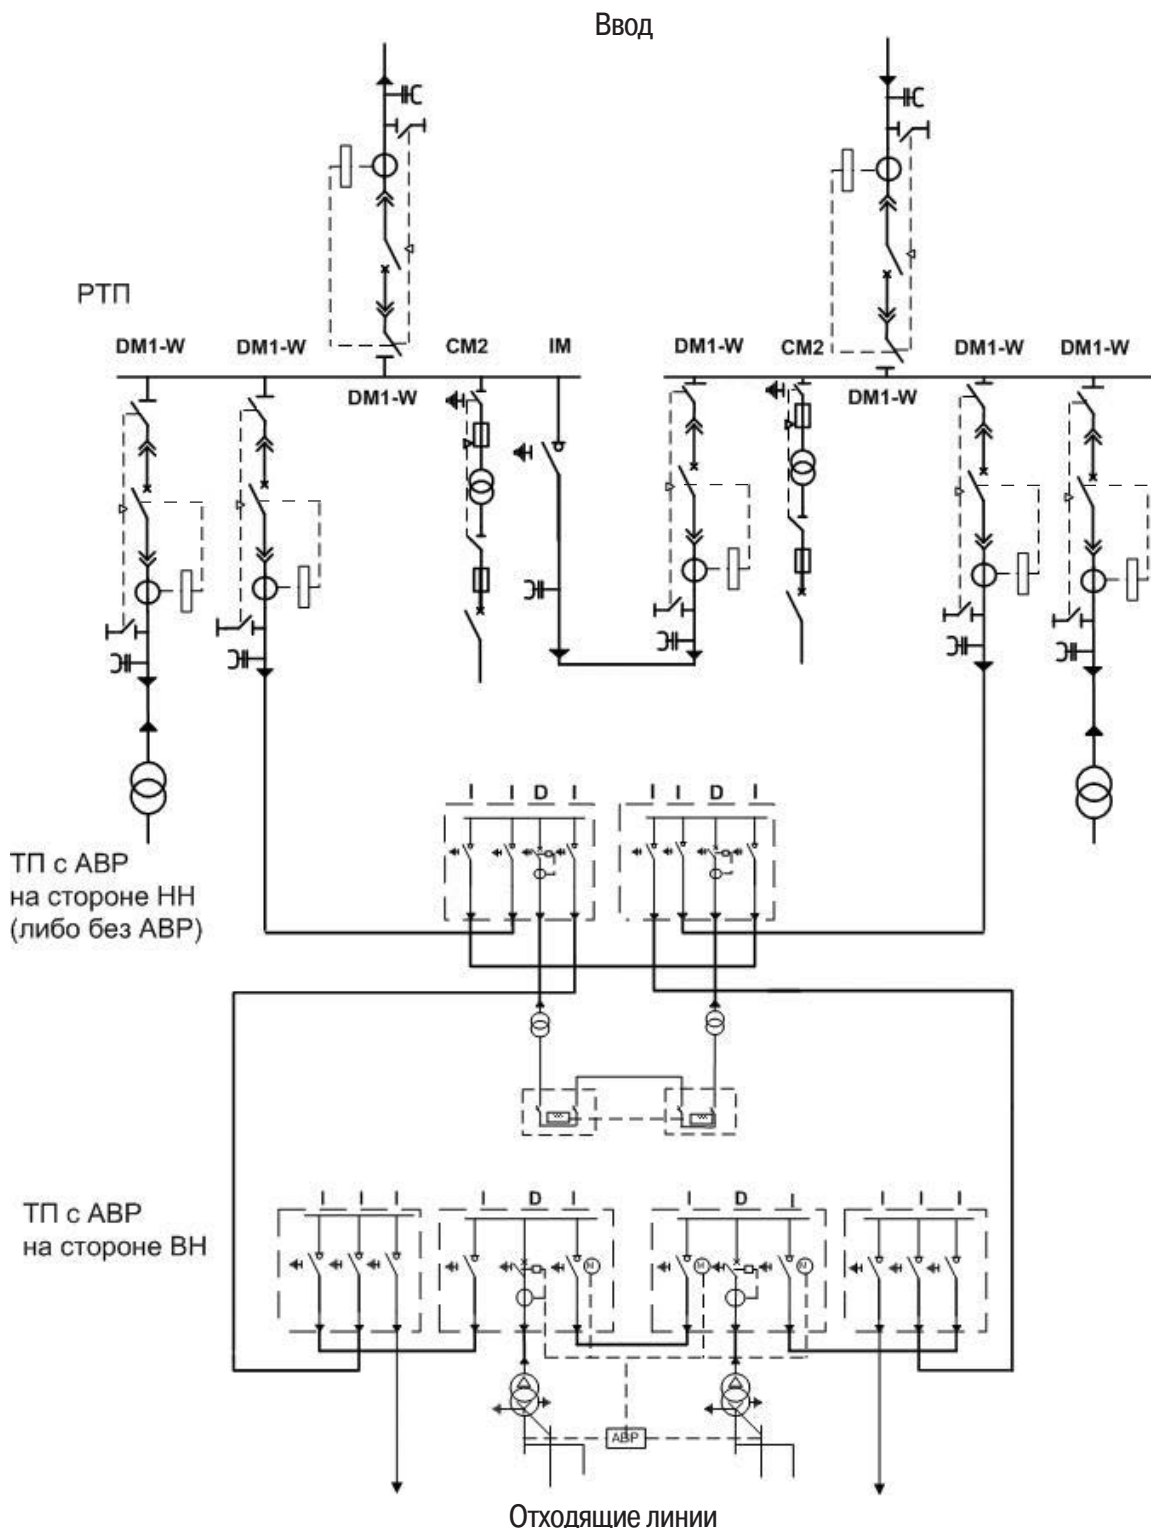 Ввод
РТП
DM1-W
DM1-W
CM2
IM
DM1-W
CM2
DM1-W
DM1-W
DM1-W
DM1-W
I
I
D
I
I
I
D
I
ТП с АВР
на стороне НН
(либо без АВР)
ТП с АВР
на стороне ВН
I
I
I
I
D
I
I
D
I
I
I
I
M
M
АВР
Отходящие линии